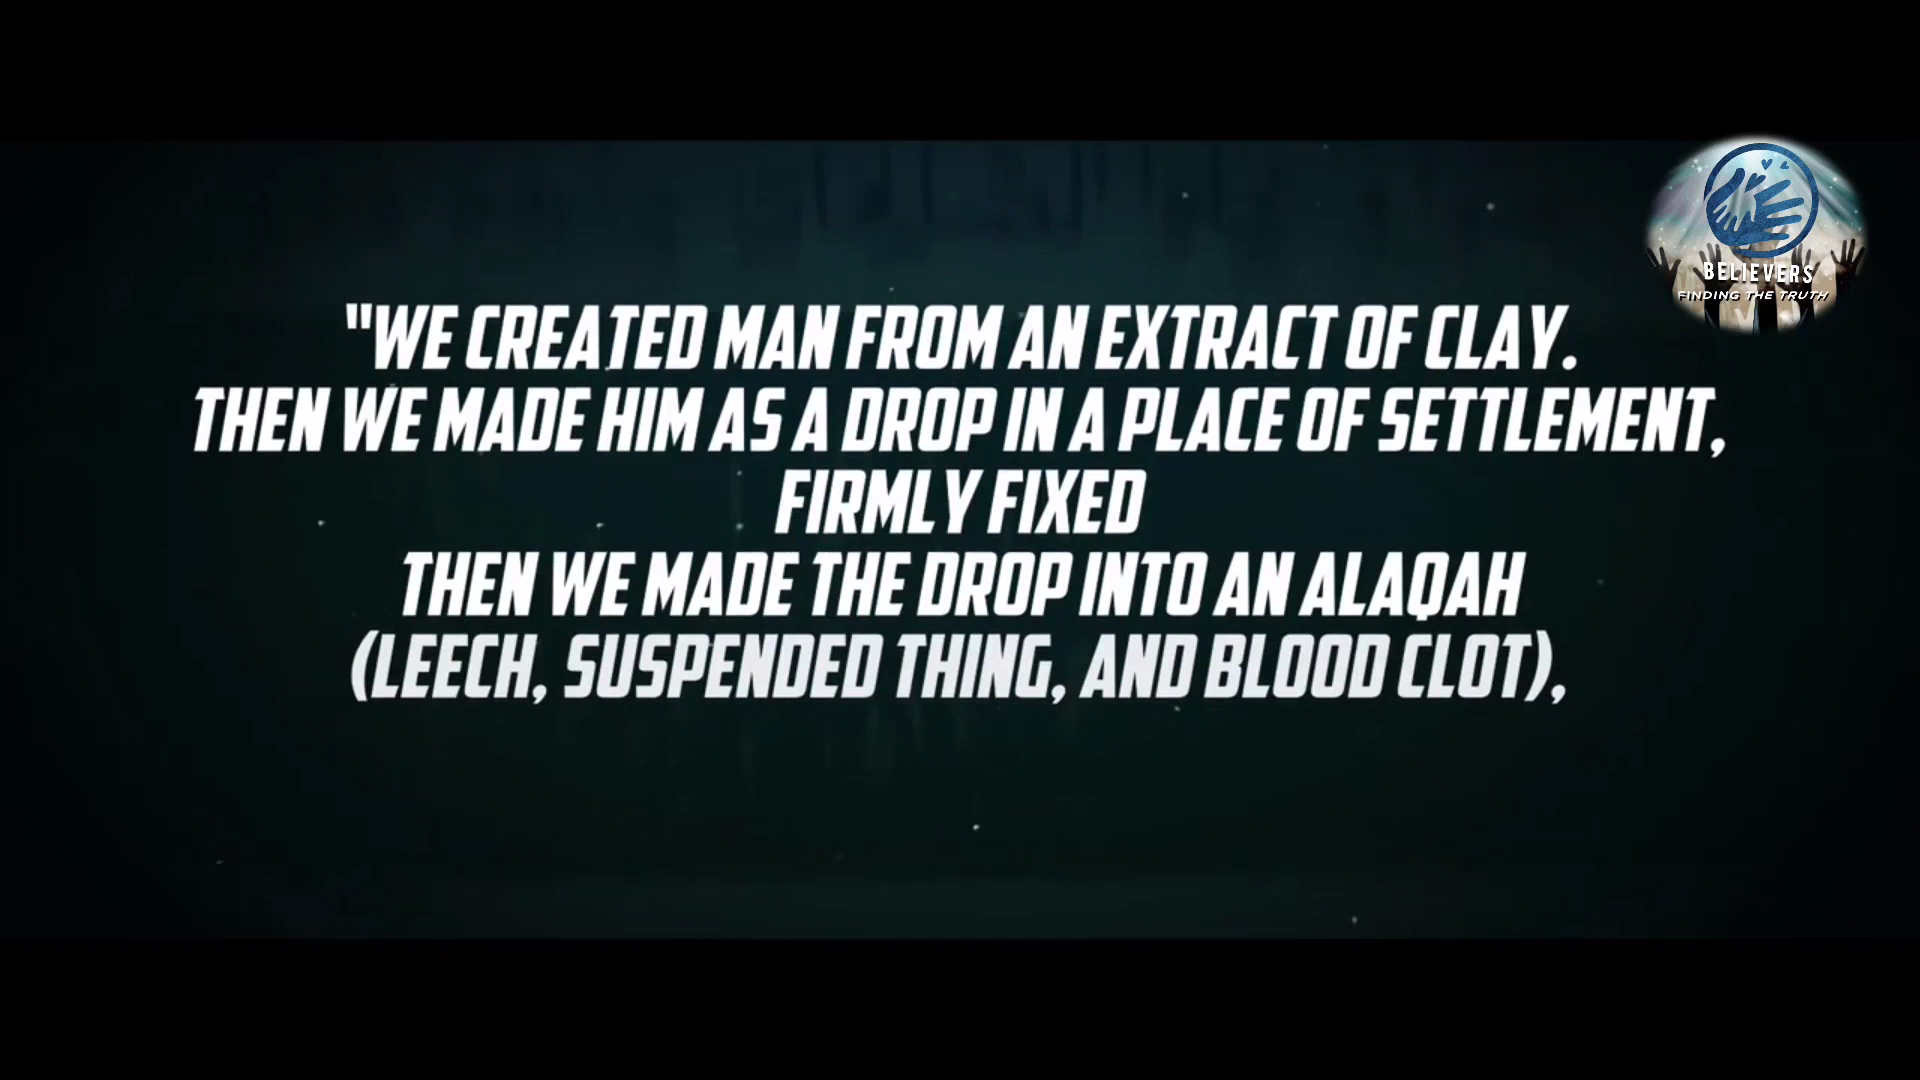 "WE CREATED MAN FROM AN EXTRACT OF CLAY.
THEN WE MADE HIM AS A DROP IN A PLACE OF SETTLEMENT,
FIRMLY FIXED
THEN WE MADE THE DROP INTO AN ALAQAH
(LEECH, SUSPENDED THING, AND BLOOD CLOT),
BELIEVERS
FINDING THE TRUTH